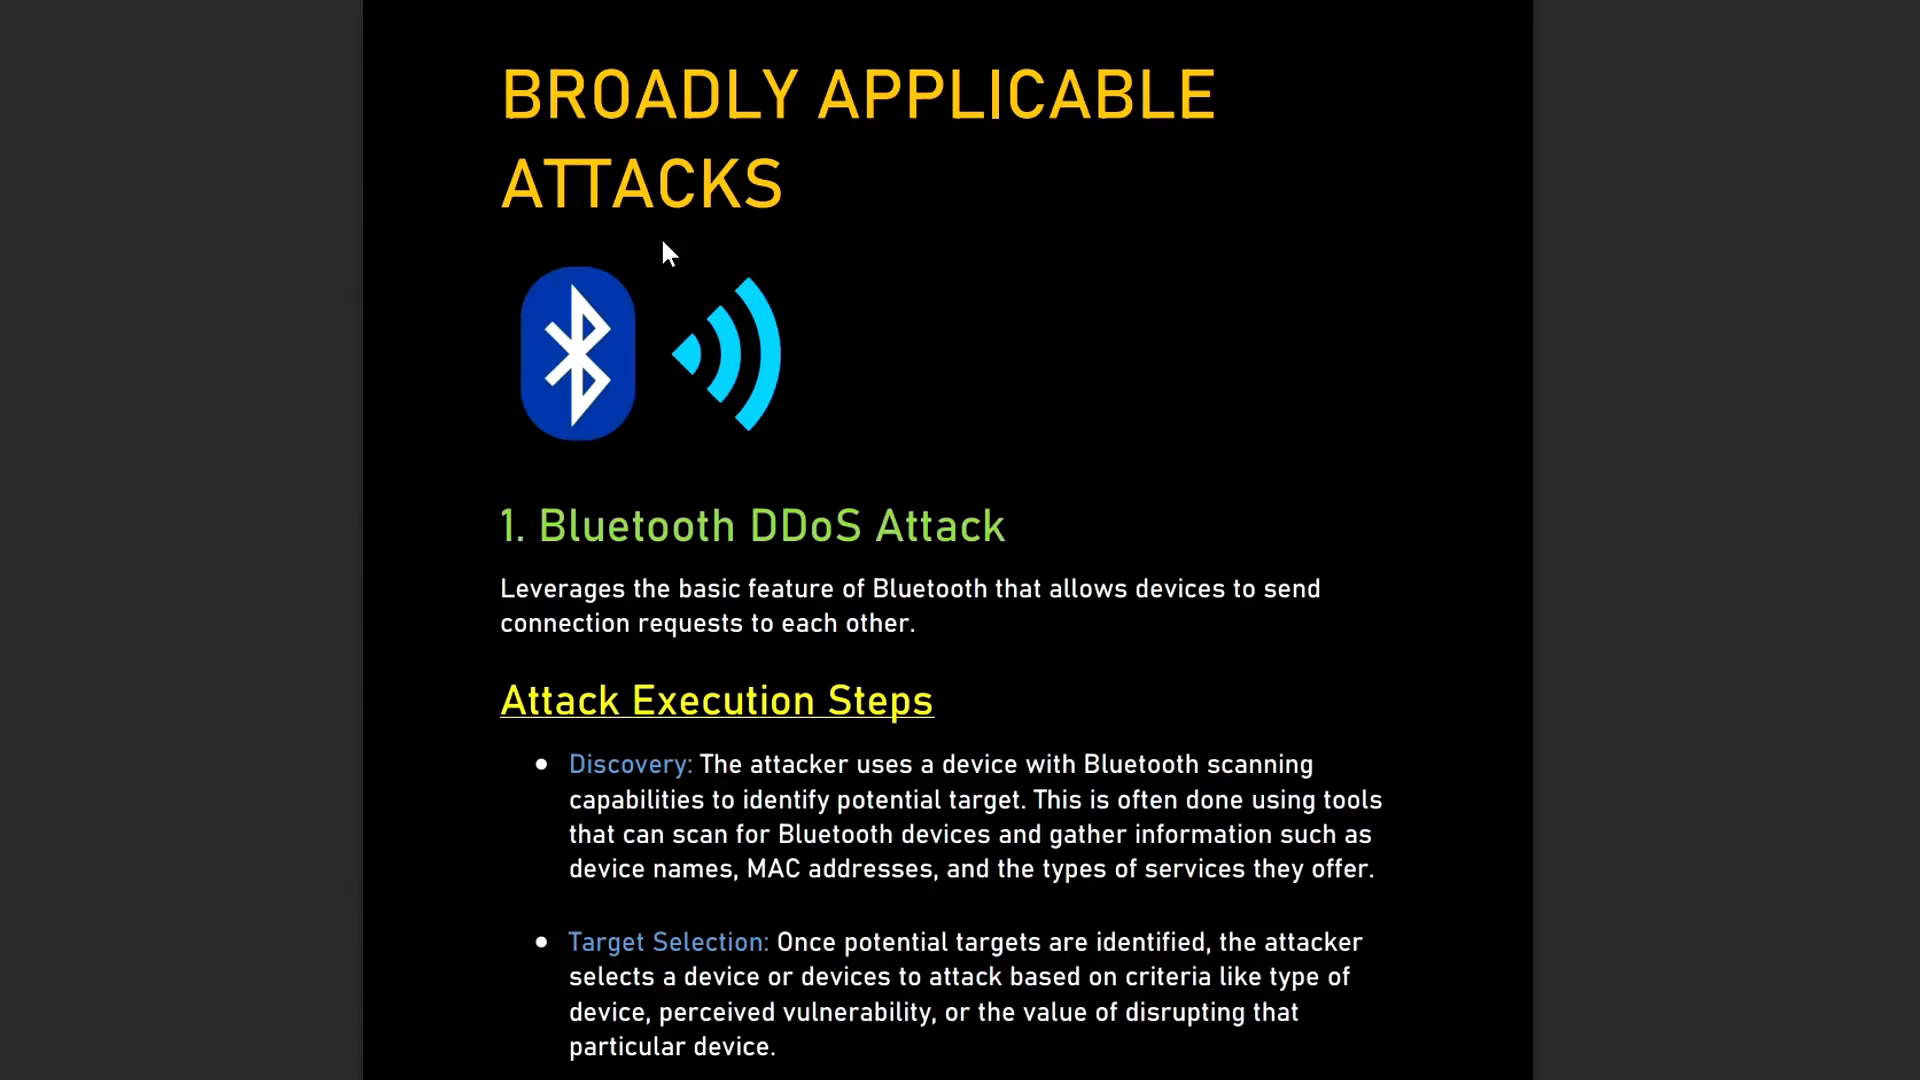 BROADLY APPLICABLE
ATTACKS
1. Bluetooth DDoS Attack
Leverages the basic feature of Bluetooth that allows devices to send
connection requests to each other.
Attack Execution Steps
• Discovery: The attacker uses a device with Bluetooth scanning
capabilities to identify potential target. This is often done using tools
that can scan for Bluetooth devices and gather information such as
device names, MAC addresses, and the types of services they offer.
• Target Selection: Once potential targets are identified, the attacker
selects a device or devices to attack based on criteria like type of
device, perceived vulnerability, or the value of disrupting that
particular device.